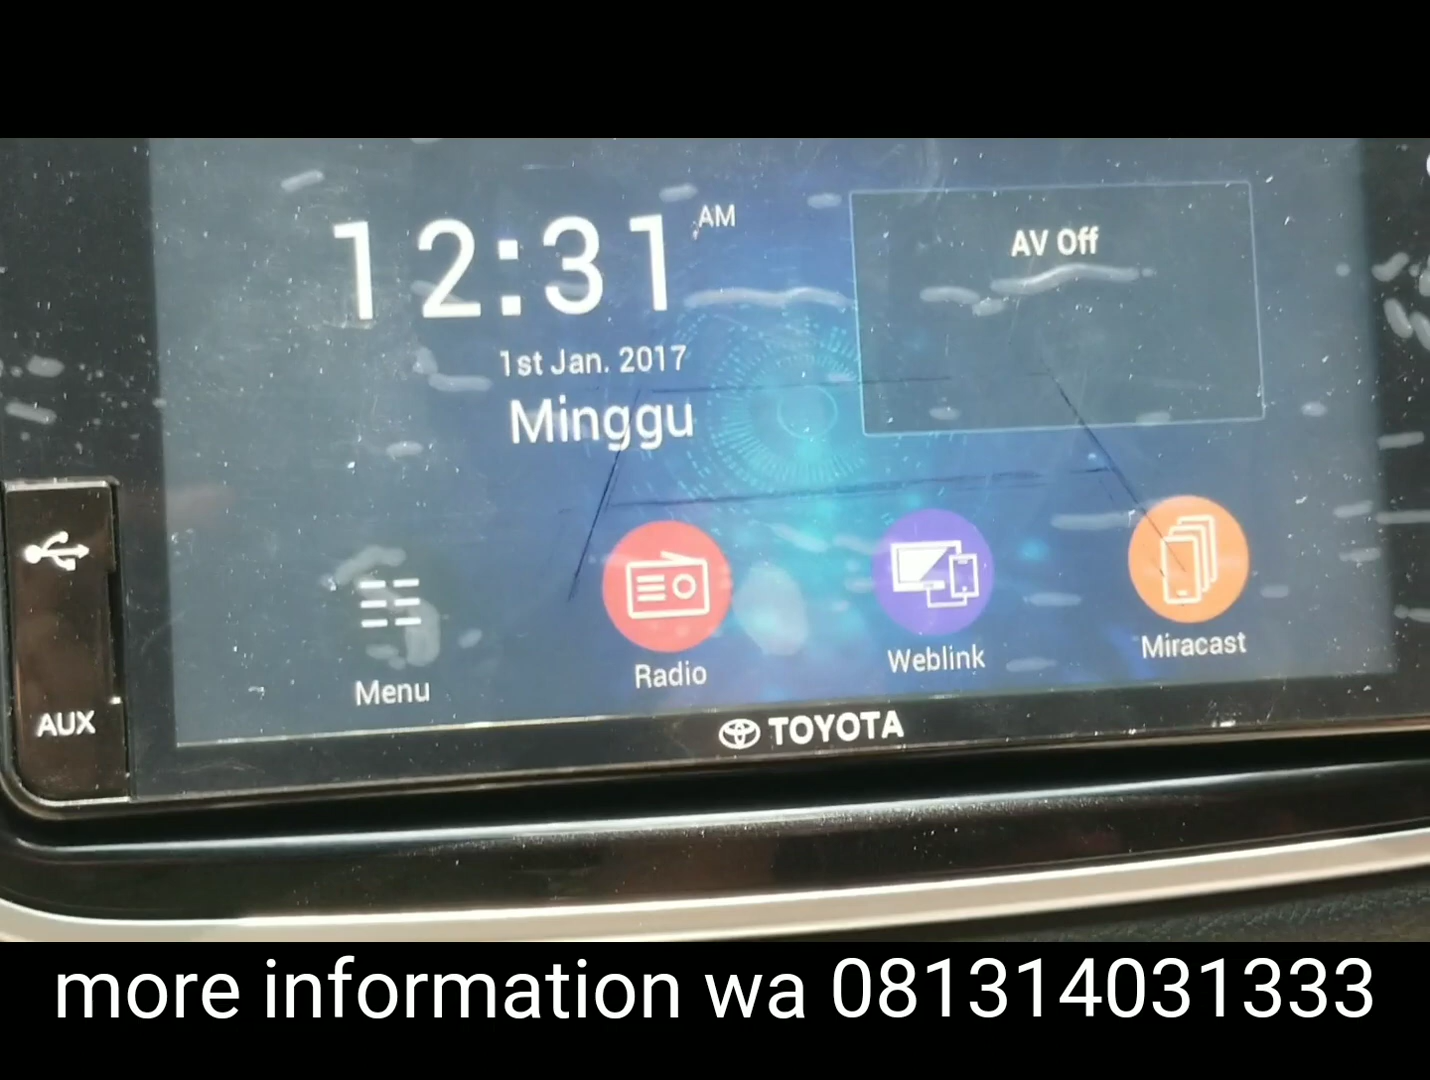 12:31 AM
AV Off
1st Jan. 2017
Minggu
Menu
Radio
Weblink
Miracast
AUX
TOYOTA
more information wa 081314031333